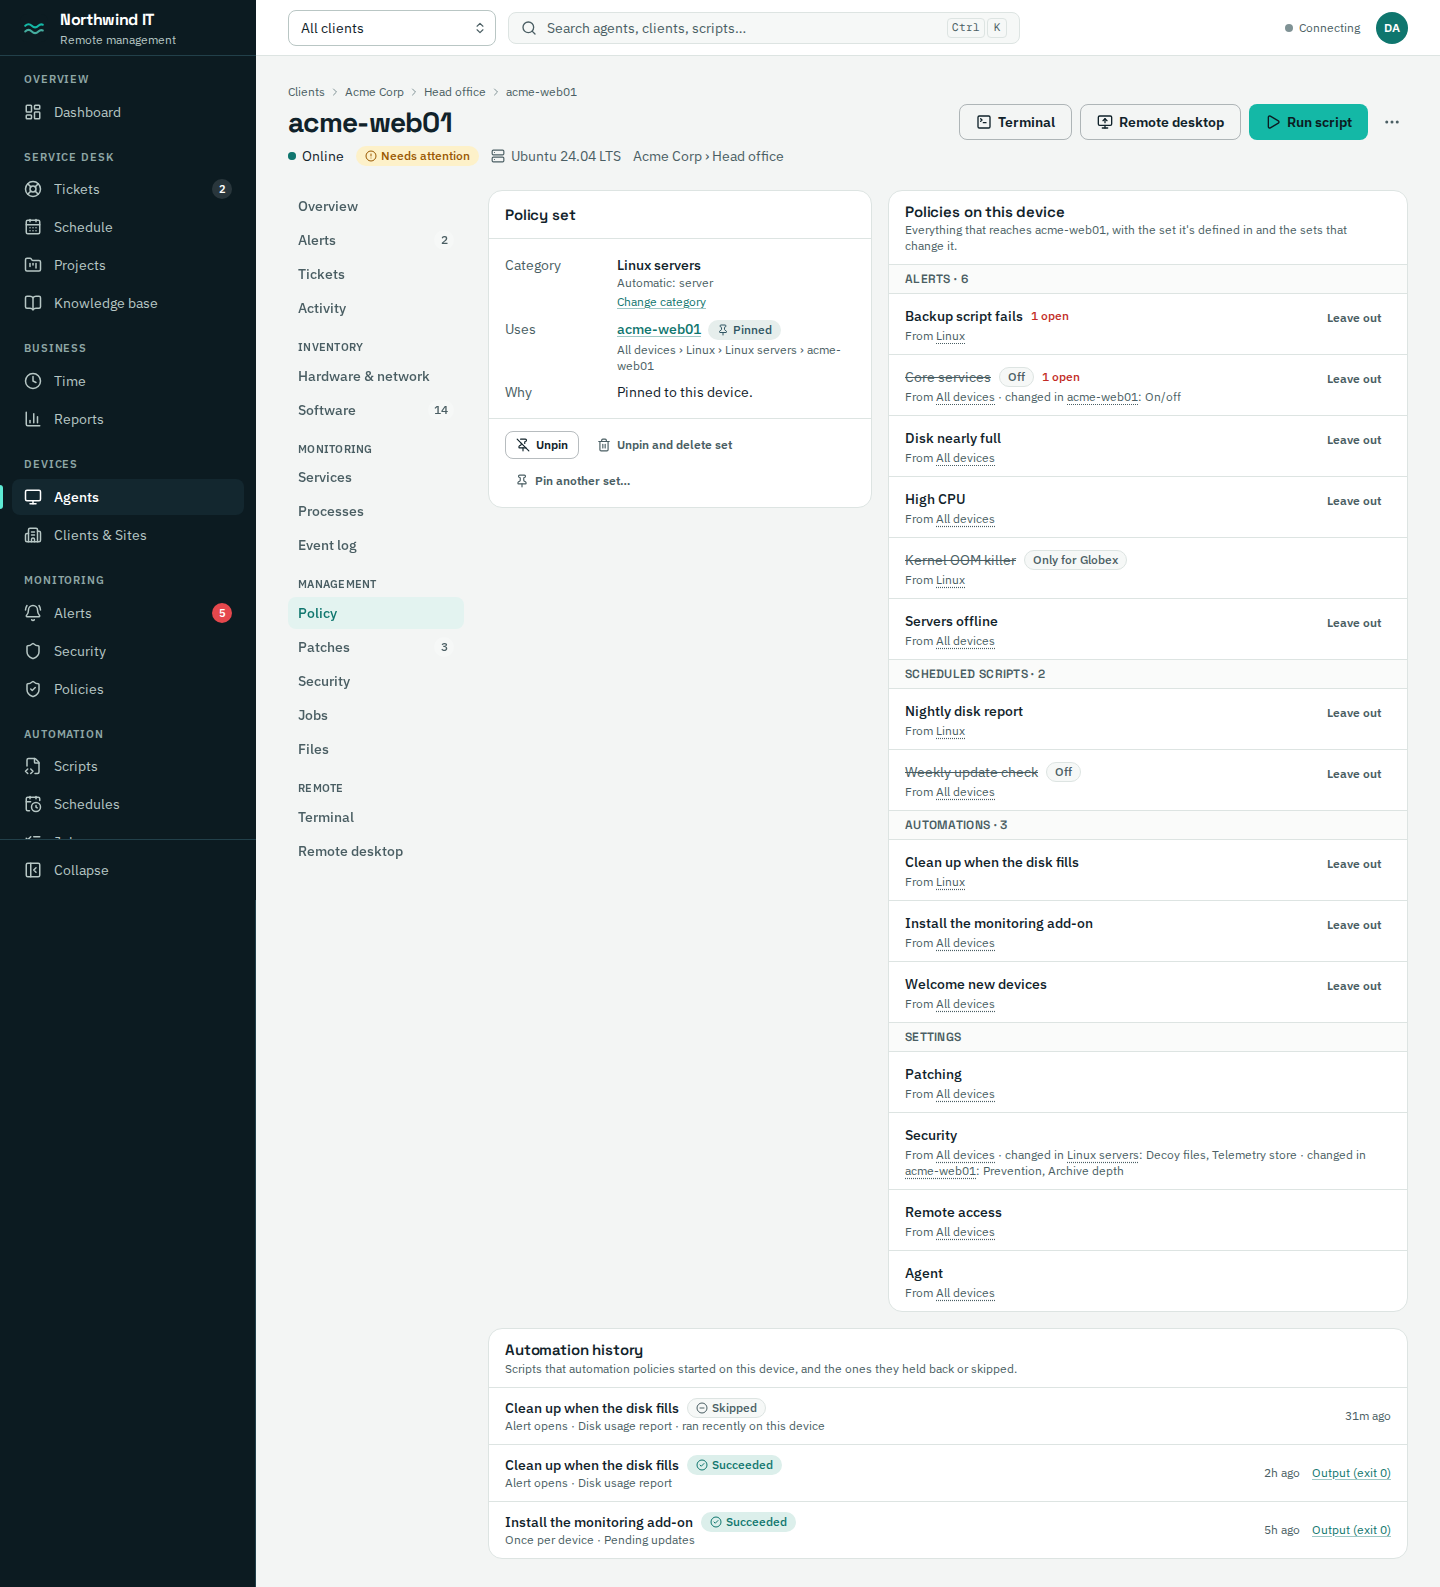 Northwind IT
Remote management
All clients
Search agents, clients, scripts...
Ctrl K
Connecting
DA
OVERVIEW
Dashboard
SERVICE DESK
Tickets 2
Schedule
Projects
Knowledge base
BUSINESS
Time
Reports
DEVICES
Agents
Clients & Sites
MONITORING
Alerts 5
Security
Policies
AUTOMATION
Scripts
Schedules
Collapse
Clients > Acme Corp > Head office > acme-web01
acme-web01
Online Needs attention Ubuntu 24.04 LTS Acme Corp › Head office
Terminal Remote desktop Run script
Overview
Alerts 2
Tickets
Activity
INVENTORY
Hardware & network
Software 14
MONITORING
Services
Processes
Event log
MANAGEMENT
Policy
Patches 3
Security
Jobs
Files
REMOTE
Terminal
Remote desktop
Policy set
Category Linux servers
Automatic: server
Change category
Uses acme-web01 Pinned
All devices › Linux › Linux servers › acme-
web01
Why Pinned to this device.
Unpin Unpin and delete set
Pin another set...
Policies on this device
Everything that reaches acme-web01, with the set it's defined in and the sets that
change it.
ALERTS · 6
Backup script fails 1 open Leave out
From Linux
Core services Off 1 open Leave out
From All devices · changed in acme-web01: On/off
Disk nearly full Leave out
From All devices
High CPU Leave out
From All devices
Kernel OOM killer Only for Globex
From Linux
Servers offline Leave out
From All devices
SCHEDULED SCRIPTS · 2
Nightly disk report Leave out
From Linux
Weekly update check Off Leave out
From All devices
AUTOMATIONS · 3
Clean up when the disk fills Leave out
From Linux
Install the monitoring add-on Leave out
From All devices
Welcome new devices Leave out
From All devices
SETTINGS
Patching
From All devices
Security
From All devices · changed in Linux servers: Decoy files, Telemetry store · changed in
acme-web01: Prevention, Archive depth
Remote access
From All devices
Agent
From All devices
Automation history
Scripts that automation policies started on this device, and the ones they held back or skipped.
Clean up when the disk fills Skipped
Alert opens · Disk usage report · ran recently on this device
31m ago
Clean up when the disk fills Succeeded
Alert opens · Disk usage report
2h ago Output (exit 0)
Install the monitoring add-on Succeeded
Once per device · Pending updates
5h ago Output (exit 0)